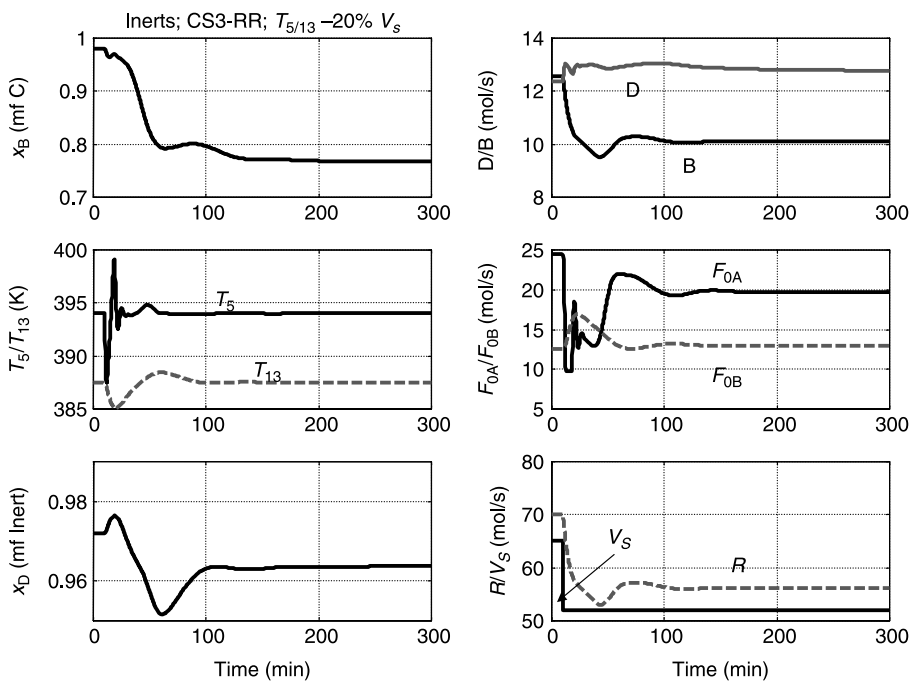 Inerts; CS3-RR; T5/13 –20% Vs
1
0.9
0.8
0.7
xB (mf C)
0 100 200 300
14
12
10
8
6
D/B (mol/s)
D
B
0 100 200 300
400
395
390
385
T5/T13 (K)
T5
T13
0 100 200 300
25
20
15
10
5
F0A/F0B (mol/s)
F0A
F0B
0 100 200 300
0.98
0.96
xD (mf Inert)
0 100 200 300
Time (min)
80
70
60
50
R/VS (mol/s)
VS
R
0 100 200 300
Time (min)